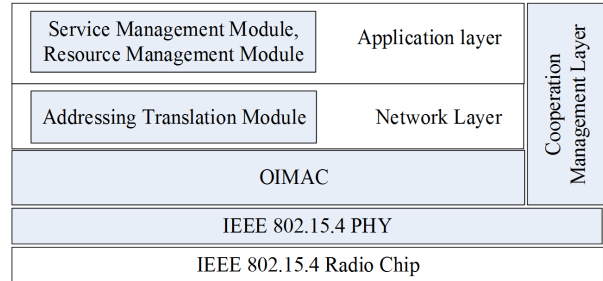 Service Management Module,
Resource Management Module
Application layer
Addressing Translation Module
Network Layer
OIMAC
Cooperation
Management Layer
IEEE 802.15.4 PHY
IEEE 802.15.4 Radio Chip